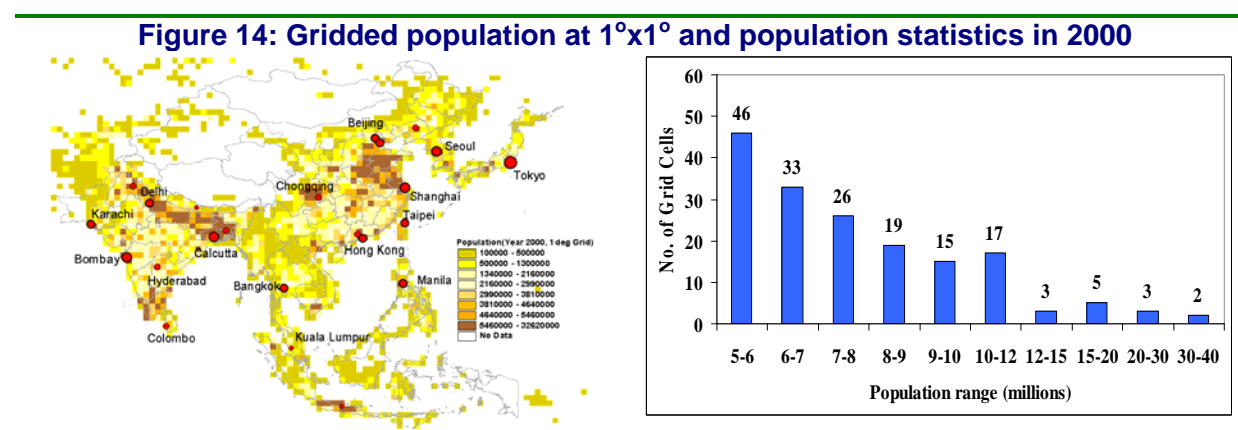 Figure 14: Gridded population at 1°x1° and population statistics in 2000
Beijing
Seoul
Tokyo
Delhi
Chongqing
Shanghai
Karachi
Taipei
Calcutta
Hong Kong
Bombay
Hyderabad
Bangkok
Manila
Colombo
Kuala Lumpur
Population(Year 2000, 1 deg Grid)
100000 - 500000
500000 - 1300000
1340000 - 2160000
2160000 - 2990000
2990000 - 3810000
3810000 - 4640000
4640000 - 5460000
5460000 - 32620000
No Data
60
50
40
30
20
10
0
No. of Grid Cells
46
33
26
19
15
17
3
5
3
2
5-6 6-7 7-8 8-9 9-10 10-12 12-15 15-20 20-30 30-40
Population range (millions)